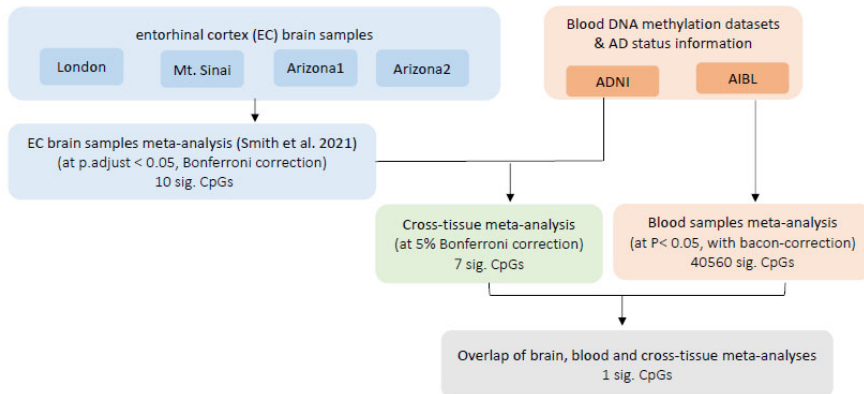 entorhinal cortex (EC) brain samples
London
Mt. Sinai
Arizona1
Arizona2
Blood DNA methylation datasets
& AD status information
ADNI
AIBL
EC brain samples meta-analysis (Smith et al. 2021)
(at p.adjust < 0.05, Bonferroni correction)
10 sig. CpGs
Cross-tissue meta-analysis
(at 5% Bonferroni correction)
7 sig. CpGs
Blood samples meta-analysis
(at P< 0.05, with bacon-correction)
40560 sig. CpGs
Overlap of brain, blood and cross-tissue meta-analyses
1 sig. CpGs